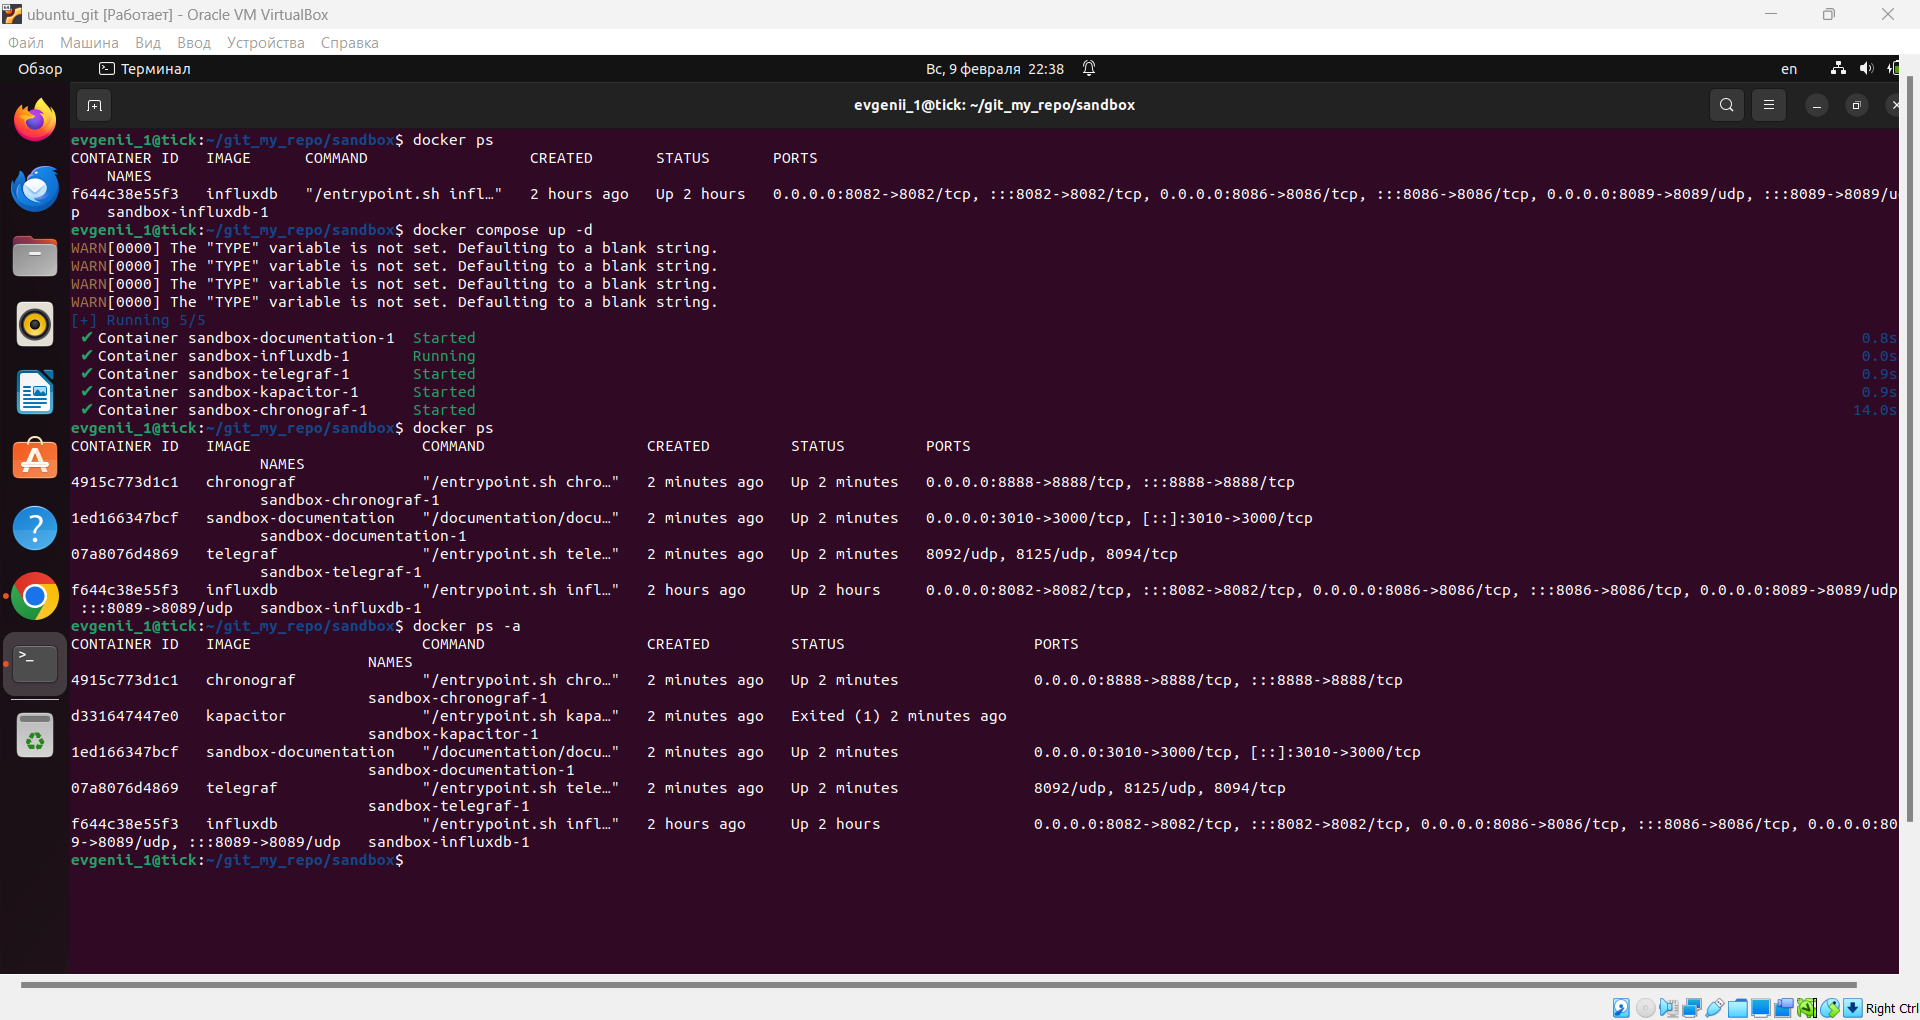 ubuntu_git [Работает] - Oracle VM VirtualBox
Файл Машина Вид Ввод Устройства Справка
Обзор Терминал Вс, 9 февраля 22:38 en
evgenii_1@tick: ~/git_my_repo/sandbox
evgenii_1@tick:~/git_my_repo/sandbox$ docker ps
CONTAINER ID IMAGE COMMAND CREATED STATUS PORTS
NAMES
f644c38e55f3 influxdb "/entrypoint.sh infl…" 2 hours ago Up 2 hours 0.0.0.0:8082->8082/tcp, :::8082->8082/tcp, 0.0.0.0:8086->8086/tcp, :::8086->8086/tcp, 0.0.0.0:8089->8089/udp, :::8089->8089/u
p sandbox-influxdb-1
evgenii_1@tick:~/git_my_repo/sandbox$ docker compose up -d
WARN[0000] The "TYPE" variable is not set. Defaulting to a blank string.
WARN[0000] The "TYPE" variable is not set. Defaulting to a blank string.
WARN[0000] The "TYPE" variable is not set. Defaulting to a blank string.
WARN[0000] The "TYPE" variable is not set. Defaulting to a blank string.
[+] Running 5/5
✔ Container sandbox-documentation-1 Started 0.8s
✔ Container sandbox-influxdb-1 Running 0.0s
✔ Container sandbox-telegraf-1 Started 0.9s
✔ Container sandbox-kapacitor-1 Started 0.9s
✔ Container sandbox-chronograf-1 Started 14.0s
evgenii_1@tick:~/git_my_repo/sandbox$ docker ps
CONTAINER ID IMAGE COMMAND CREATED STATUS PORTS
NAMES
4915c773d1c1 chronograf "/entrypoint.sh chro…" 2 minutes ago Up 2 minutes 0.0.0.0:8888->8888/tcp, :::8888->8888/tcp
sandbox-chronograf-1
1ed166347bcf sandbox-documentation "/documentation/docu…" 2 minutes ago Up 2 minutes 0.0.0.0:3010->3000/tcp, [::]:3010->3000/tcp
sandbox-documentation-1
07a8076d4869 telegraf "/entrypoint.sh tele…" 2 minutes ago Up 2 minutes 8092/udp, 8125/udp, 8094/tcp
sandbox-telegraf-1
f644c38e55f3 influxdb "/entrypoint.sh infl…" 2 hours ago Up 2 hours 0.0.0.0:8082->8082/tcp, :::8082->8082/tcp, 0.0.0.0:8086->8086/tcp, :::8086->8086/tcp, 0.0.0.0:8089->8089/udp
:::8089->8089/udp sandbox-influxdb-1
evgenii_1@tick:~/git_my_repo/sandbox$ docker ps -a
CONTAINER ID IMAGE COMMAND CREATED STATUS PORTS
NAMES
4915c773d1c1 chronograf "/entrypoint.sh chro…" 2 minutes ago Up 2 minutes 0.0.0.0:8888->8888/tcp, :::8888->8888/tcp
sandbox-chronograf-1
d331647447e0 kapacitor "/entrypoint.sh kapa…" 2 minutes ago Exited (1) 2 minutes ago
sandbox-kapacitor-1
1ed166347bcf sandbox-documentation "/documentation/docu…" 2 minutes ago Up 2 minutes 0.0.0.0:3010->3000/tcp, [::]:3010->3000/tcp
sandbox-documentation-1
07a8076d4869 telegraf "/entrypoint.sh tele…" 2 minutes ago Up 2 minutes 8092/udp, 8125/udp, 8094/tcp
sandbox-telegraf-1
f644c38e55f3 influxdb "/entrypoint.sh infl…" 2 hours ago Up 2 hours 0.0.0.0:8082->8082/tcp, :::8082->8082/tcp, 0.0.0.0:8086->8086/tcp, :::8086->8086/tcp, 0.0.0.0:80
9->8089/udp, :::8089->8089/udp sandbox-influxdb-1
evgenii_1@tick:~/git_my_repo/sandbox$
Right Ctrl